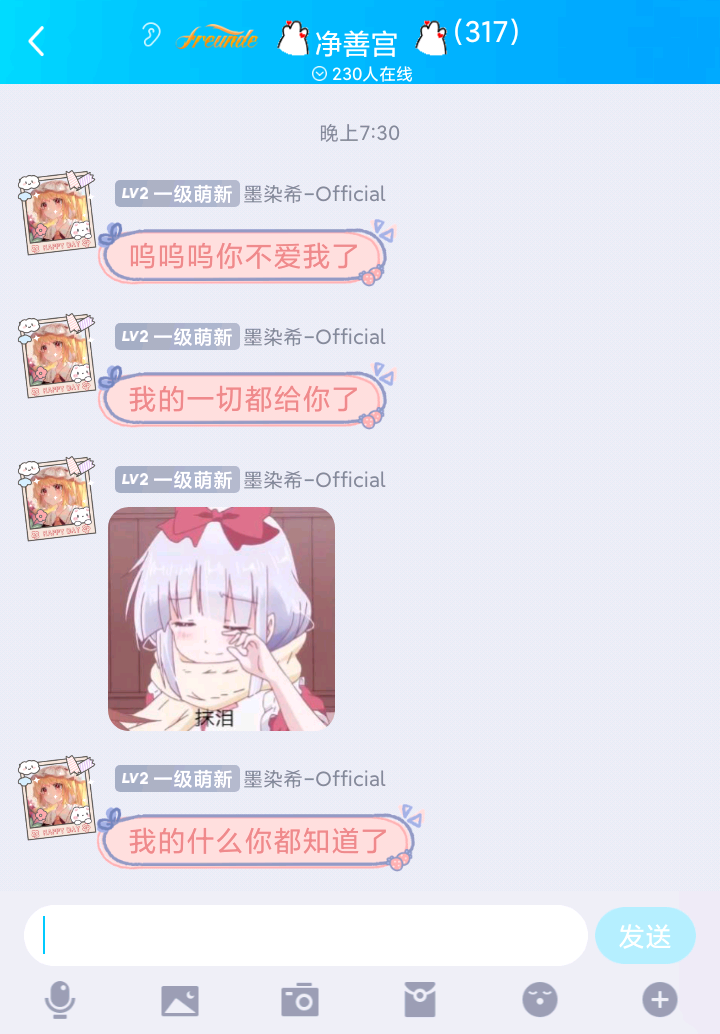 freunde 净善宫 (317)
230人在线
晚上7:30
LV2 一级萌新 墨染希-Official
呜呜呜你不爱我了
LV2 一级萌新 墨染希-Official
我的一切都给你了
LV2 一级萌新 墨染希-Official
抹泪
LV2 一级萌新 墨染希-Official
我的什么你都知道了
发送